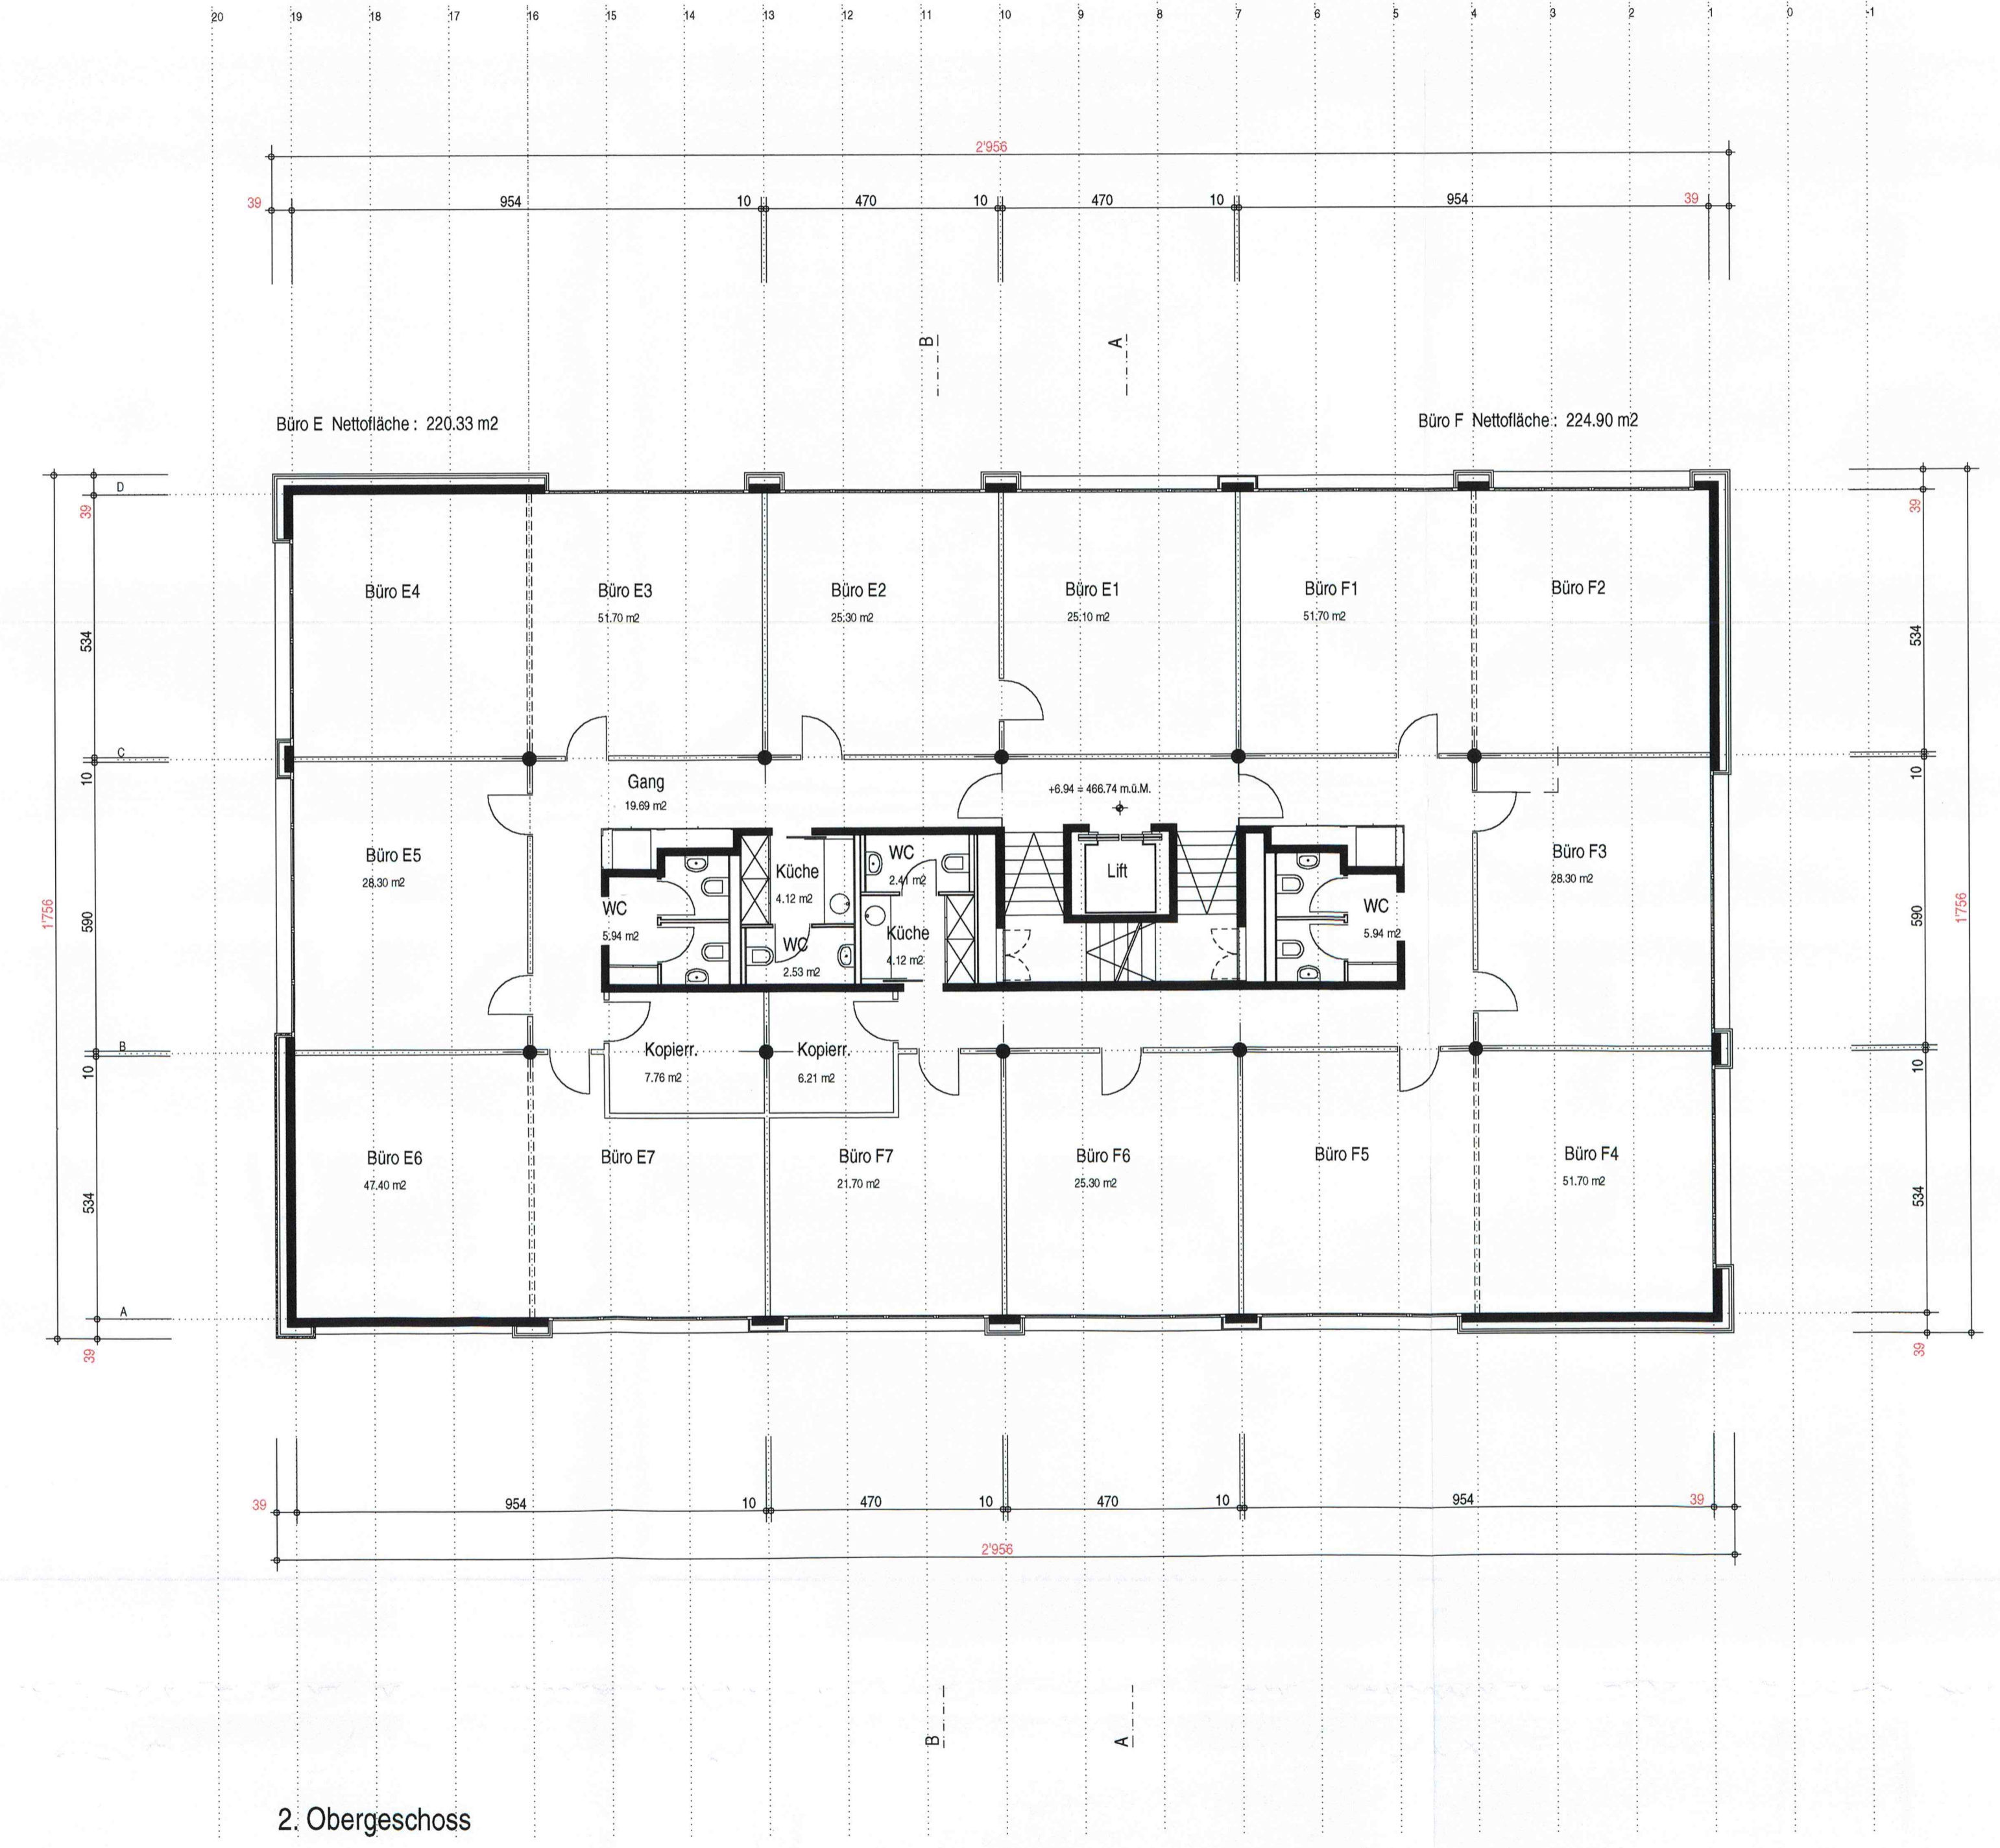 20 19 18 17 16 15 14 13 12 11 10 9 8 7 6 5 4 3 2 1 0 -1
2'956
39 954 10 470 10 470 10 954 39
B A
Büro E Nettofläche : 220.33 m2
Büro F Nettofläche : 224.90 m2
D
39
39
Büro E4
Büro E3
51.70 m2
Büro E2
25.30 m2
Büro E1
25.10 m2
Büro F1
51.70 m2
Büro F2
534
534
C
10
10
Gang
19.69 m2
+6.94 = 466.74 m.ü.M.
Büro E5
28.30 m2
Büro F3
28.30 m2
Küche
4.12 m2
WC
2.41 m2
Lift
WC
5.94 m2
WC
5.94 m2
Küche
4.12 m2
WC
2.53 m2
1'756
590
590
1'756
B
10
10
Kopierr.
7.76 m2
Kopierr.
6.21 m2
Büro E6
47.40 m2
Büro E7
Büro F7
21.70 m2
Büro F6
25.30 m2
Büro F5
Büro F4
51.70 m2
534
534
A
39
39
39 954 10 470 10 470 10 954 39
2'956
B A
2. Obergeschoss